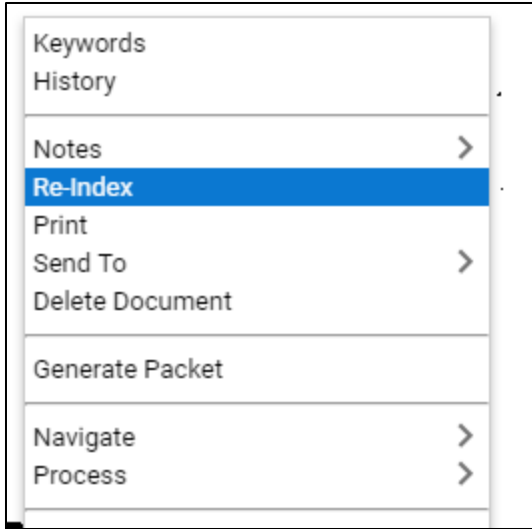 Keywords
History
Notes
Re-Index
Print
Send To
Delete Document
Generate Packet
Navigate
Process